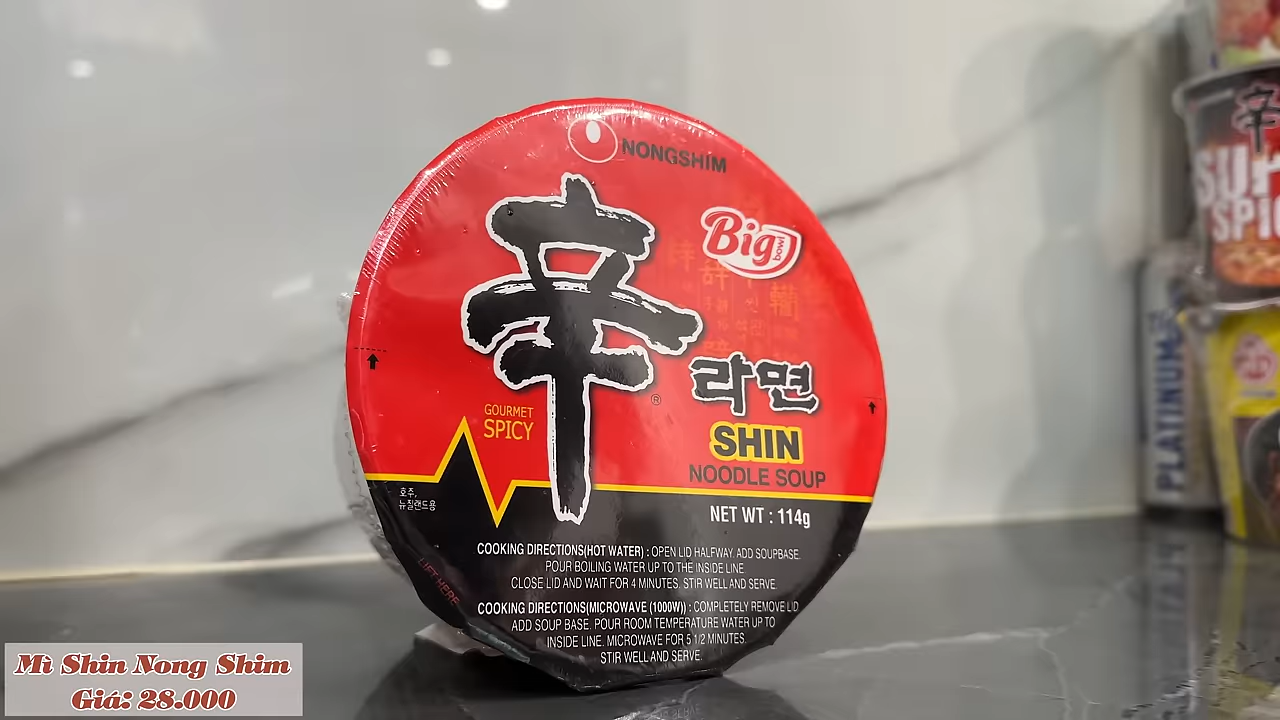 NONGSHIM
Big
bowl
辛
®
라면
GOURMET
SPICY
SHIN
NOODLE SOUP
호주,
뉴질랜드용
NET WT : 114g
COOKING DIRECTIONS(HOT WATER) : OPEN LID HALFWAY. ADD SOUPBASE.
POUR BOILING WATER UP TO THE INSIDE LINE
CLOSE LID AND WAIT FOR 4 MINUTES. STIR WELL AND SERVE.
LIFT HERE
COOKING DIRECTIONS(MICROWAVE (1000W)) : COMPLETELY REMOVE LID
ADD SOUP BASE. POUR ROOM TEMPERATURE WATER UP TO
INSIDE LINE. MICROWAVE FOR 5 1/2 MINUTES.
STIR WELL AND SERVE.
辛
PLATINUM
Mì Shin Nong Shim
Giá: 28.000